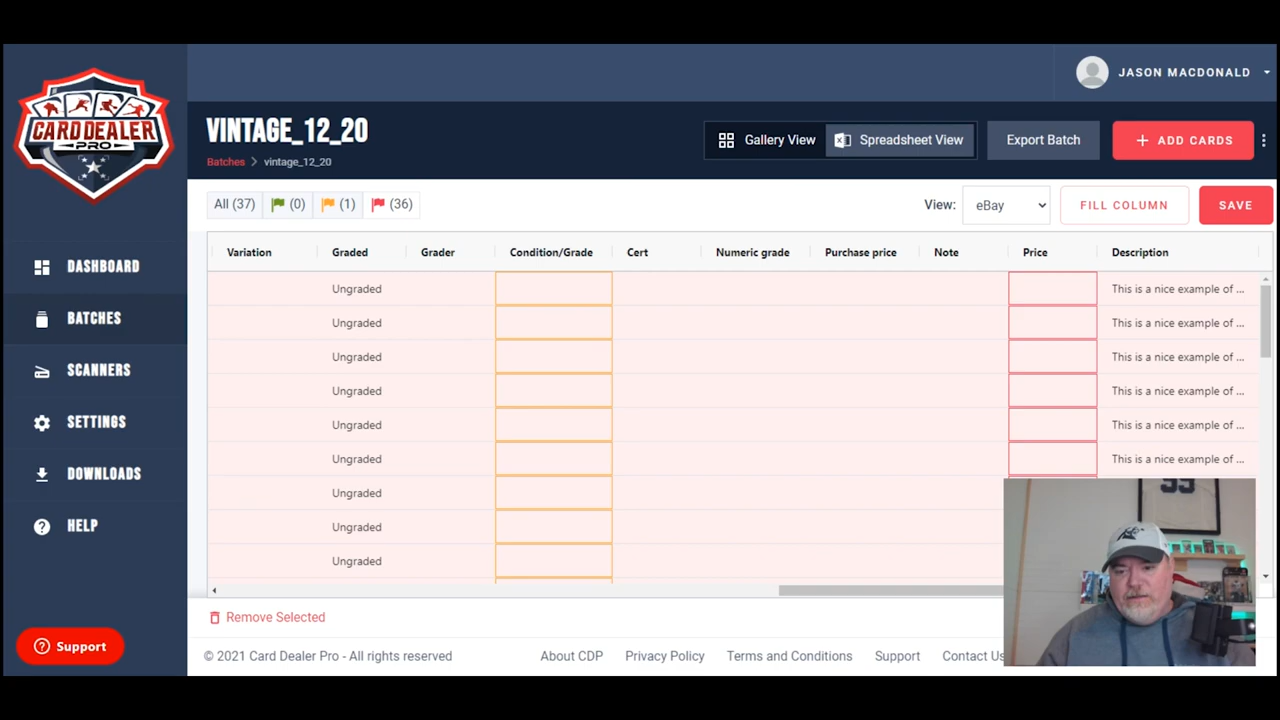 JASON MACDONALD
CARD DEALER
PRO
VINTAGE_12_20
Batches > vintage_12_20
Gallery View
Spreadsheet View
Export Batch
+ ADD CARDS
All (37)
(0)
(1)
(36)
View:
eBay
FILL COLUMN
SAVE
DASHBOARD
BATCHES
SCANNERS
SETTINGS
DOWNLOADS
HELP
Support
Variation Graded Grader Condition/Grade Cert Numeric grade Purchase price Note Price Description
Ungraded This is a nice example of ...
Ungraded This is a nice example of ...
Ungraded This is a nice example of ...
Ungraded This is a nice example of ...
Ungraded This is a nice example of ...
Ungraded This is a nice example of ...
Ungraded
Ungraded
Ungraded
Remove Selected
© 2021 Card Dealer Pro - All rights reserved
About CDP
Privacy Policy
Terms and Conditions
Support
Contact Us